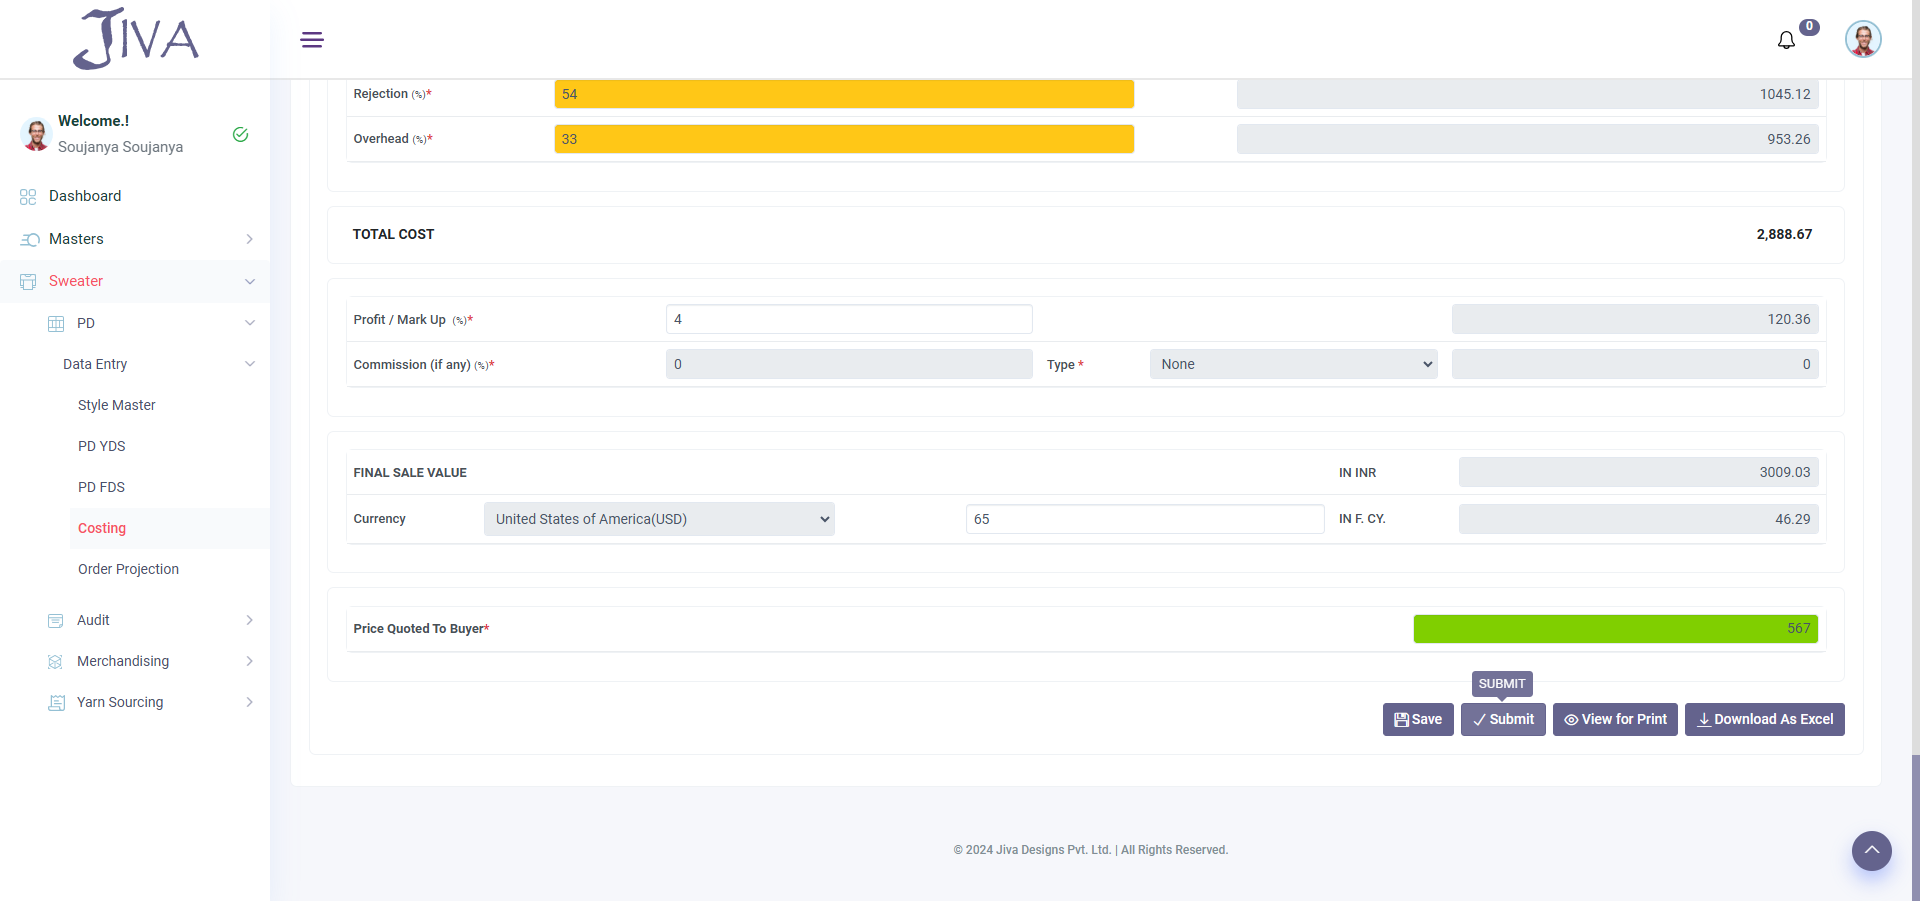 JIVA
0
Welcome.!
Soujanya Soujanya
Dashboard
Masters
Sweater
PD
Data Entry
Style Master
PD YDS
PD FDS
Costing
Order Projection
Audit
Merchandising
Yarn Sourcing
Rejection (%)* 54 1045.12
Overhead (%)* 33 953.26
TOTAL COST 2,888.67
Profit / Mark Up (%)* 4 120.36
Commission (if any) (%)* 0 Type * None 0
FINAL SALE VALUE IN INR 3009.03
Currency United States of America(USD) 65 IN F. CY. 46.29
Price Quoted To Buyer* 567
SUBMIT
Save Submit View for Print Download As Excel
© 2024 Jiva Designs Pvt. Ltd. | All Rights Reserved.